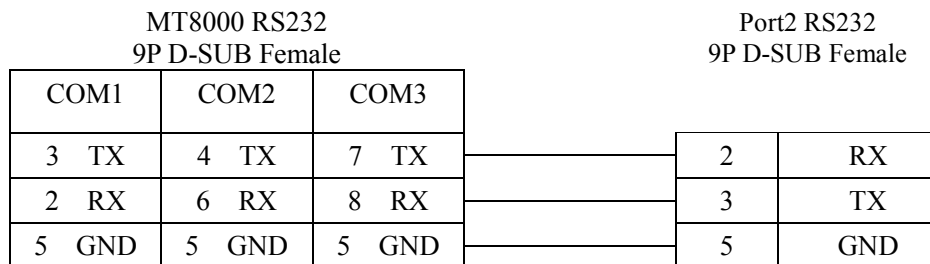 MT8000 RS232
9P D-SUB Female
Port2 RS232
9P D-SUB Female
COM1 COM2 COM3
3 TX 4 TX 7 TX 2 RX
2 RX 6 RX 8 RX 3 TX
5 GND 5 GND 5 GND 5 GND